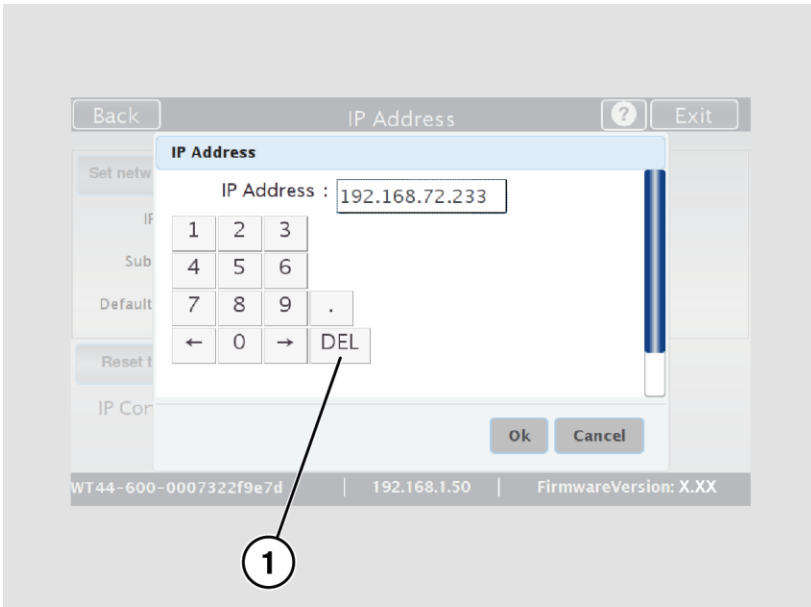 Back IP Address ? Exit
IP Address
Set netw
IP Address : 192.168.72.233
IP
1 2 3
Sub
4 5 6
Default
7 8 9 .
← 0 → DEL
Reset t
IP Con
Ok Cancel
WT44-600-0007322f9e7d | 192.168.1.50 | FirmwareVersion: X.XX
1